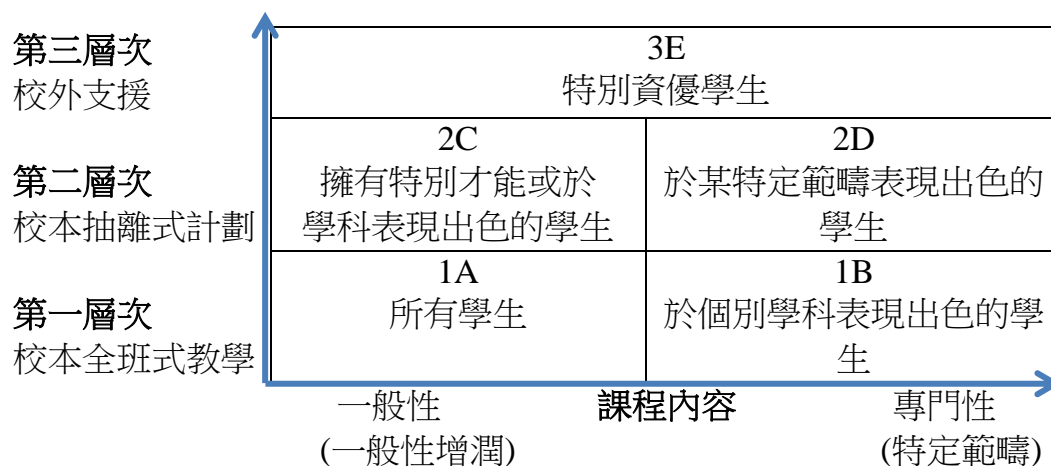 第三層次
校外支援
3E
特別資優學生
第二層次
校本抽離式計劃
2C
擁有特別才能或於
學科表現出色的學生
2D
於某特定範疇表現出色的
學生
第一層次
校本全班式教學
1A
所有學生
1B
於個別學科表現出色的學
生
一般性
(一般性增潤)
課程內容
專門性
(特定範疇)